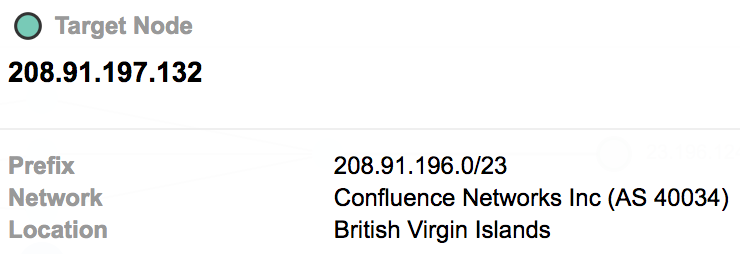 Target Node
208.91.197.132
Prefix 208.91.196.0/23
Network Confluence Networks Inc (AS 40034)
Location British Virgin Islands